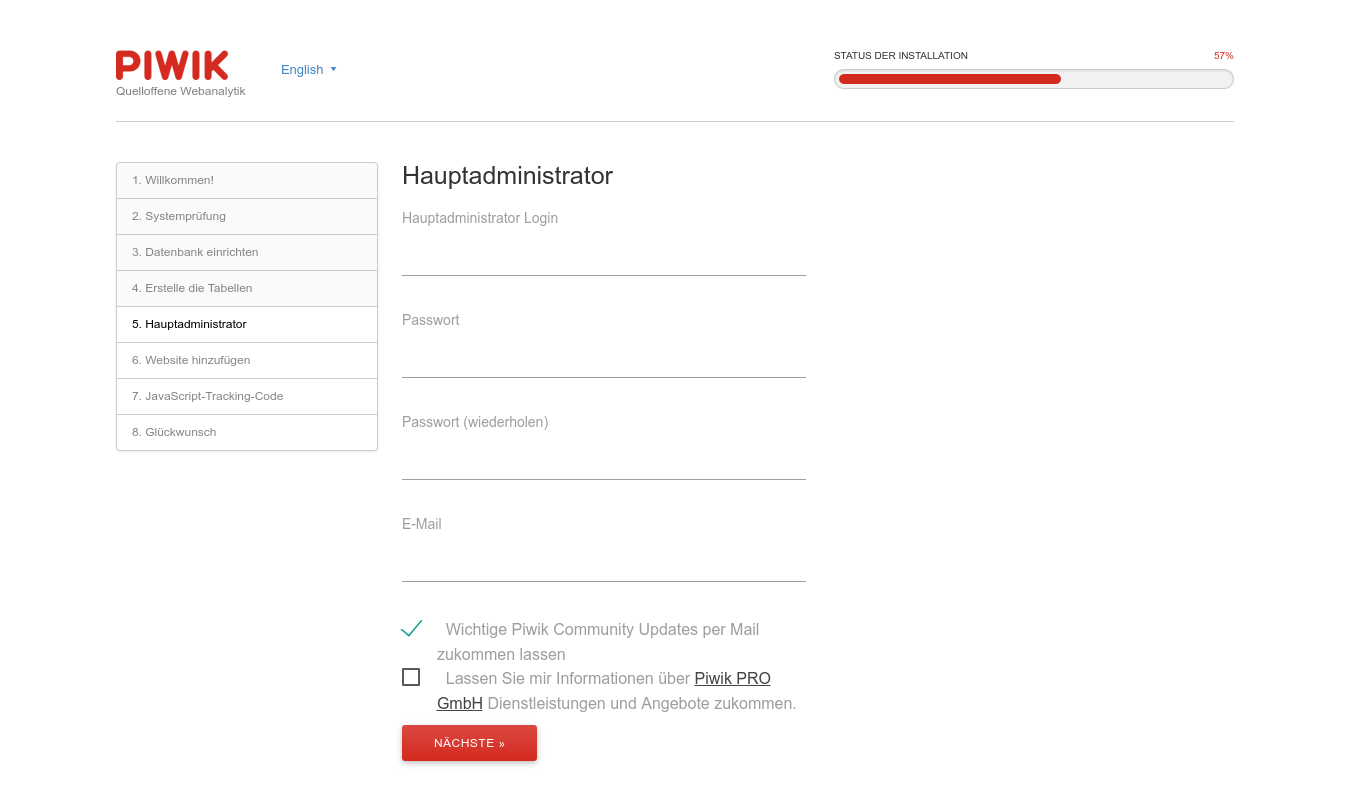 PIWIK
Quelloffene Webanalytik
English
STATUS DER INSTALLATION 57%
1. Willkommen!
2. Systemprüfung
3. Datenbank einrichten
4. Erstelle die Tabellen
5. Hauptadministrator
6. Website hinzufügen
7. JavaScript-Tracking-Code
8. Glückwunsch
Hauptadministrator
Hauptadministrator Login
Passwort
Passwort (wiederholen)
E-Mail
Wichtige Piwik Community Updates per Mail
zukommen lassen
Lassen Sie mir Informationen über Piwik PRO
GmbH Dienstleistungen und Angebote zukommen.
NÄCHSTE »